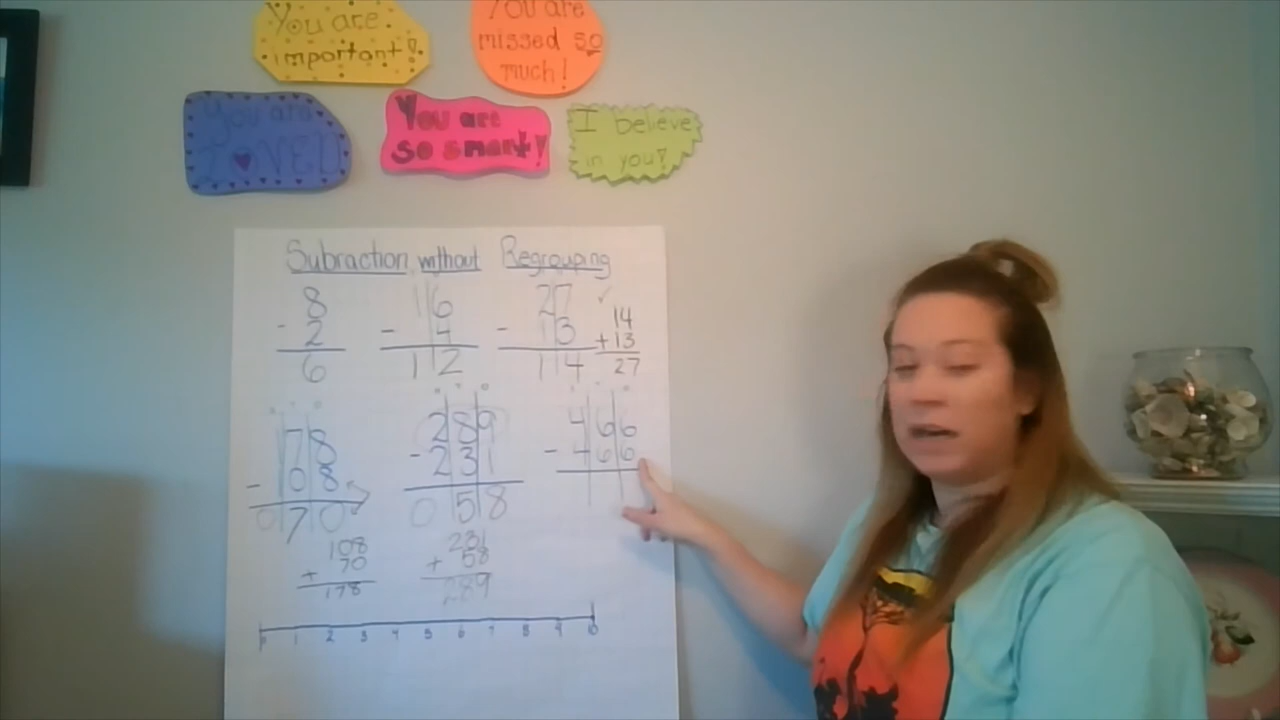 You are
important!
You are
missed so
much!
You are
LOVED
You are
so smart!
I believe
in you!
Subraction without Regrouping
8
- 2
6
16
- 4
12
27
- 13
14
14
+ 13
27
178
- 108
070
108
+ 70
178
289
- 231
058
231
+ 58
289
466
- 466
0 1 2 3 4 5 6 7 8 9 10